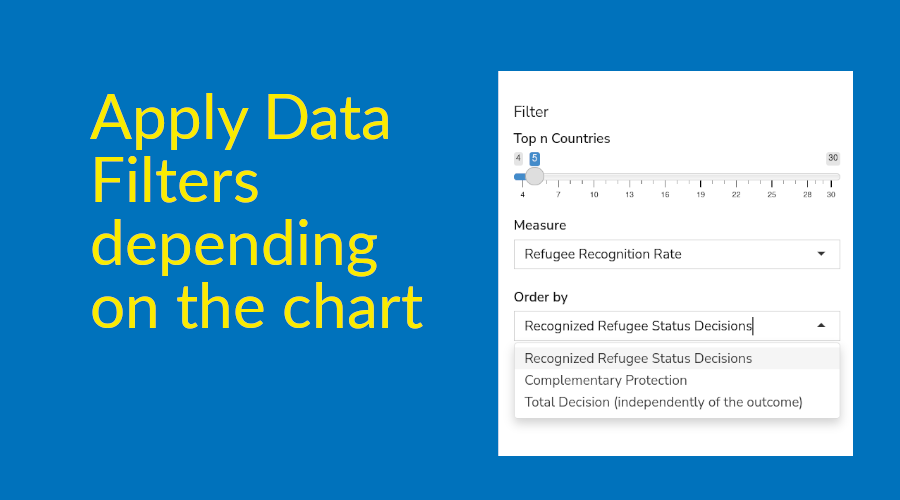 Apply Data
Filters
depending
on the chart
Filter
Top n Countries
4 5 30
4 7 10 13 16 19 22 25 28 30
Measure
Refugee Recognition Rate
Order by
Recognized Refugee Status Decisions
Recognized Refugee Status Decisions
Complementary Protection
Total Decision (independently of the outcome)